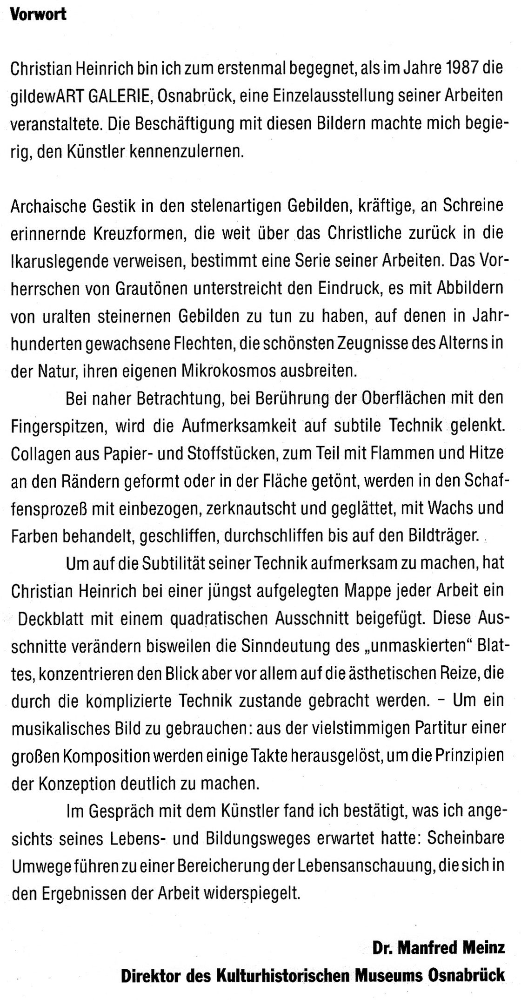 Vorwort
Christian Heinrich bin ich zum erstenmal begegnet, als im Jahre 1987 die
gildewART GALERIE, Osnabrück, eine Einzelausstellung seiner Arbeiten
veranstaltete. Die Beschäftigung mit diesen Bildern machte mich begie-
rig, den Künstler kennenzulernen.
Archaische Gestik in den stelenartigen Gebilden, kräftige, an Schreine
erinnernde Kreuzformen, die weit über das Christliche zurück in die
Ikaruslegende verweisen, bestimmt eine Serie seiner Arbeiten. Das Vor-
herrschen von Grautönen unterstreicht den Eindruck, es mit Abbildern
von uralten steinernen Gebilden zu tun zu haben, auf denen in Jahr-
hunderten gewachsene Flechten, die schönsten Zeugnisse des Alterns in
der Natur, ihren eigenen Mikrokosmos ausbreiten.
Bei naher Betrachtung, bei Berührung der Oberflächen mit den
Fingerspitzen, wird die Aufmerksamkeit auf subtile Technik gelenkt.
Collagen aus Papier- und Stoffstücken, zum Teil mit Flammen und Hitze
an den Rändern geformt oder in der Fläche getönt, werden in den Schaf-
fensprozeß mit einbezogen, zerknautscht und geglättet, mit Wachs und
Farben behandelt, geschliffen, durchschliffen bis auf den Bildträger.
Um auf die Subtilität seiner Technik aufmerksam zu machen, hat
Christian Heinrich bei einer jüngst aufgelegten Mappe jeder Arbeit ein
Deckblatt mit einem quadratischen Ausschnitt beigefügt. Diese Aus-
schnitte verändern bisweilen die Sinndeutung des „unmaskierten“ Blat-
tes, konzentrieren den Blick aber vor allem auf die ästhetischen Reize, die
durch die komplizierte Technik zustande gebracht werden. – Um ein
musikalisches Bild zu gebrauchen: aus der vielstimmigen Partitur einer
großen Komposition werden einige Takte herausgelöst, um die Prinzipien
der Konzeption deutlich zu machen.
Im Gespräch mit dem Künstler fand ich bestätigt, was ich ange-
sichts seines Lebens- und Bildungsweges erwartet hatte: Scheinbare
Umwege führen zu einer Bereicherung der Lebensanschauung, die sich in
den Ergebnissen der Arbeit widerspiegelt.
Dr. Manfred Meinz
Direktor des Kulturhistorischen Museums Osnabrück